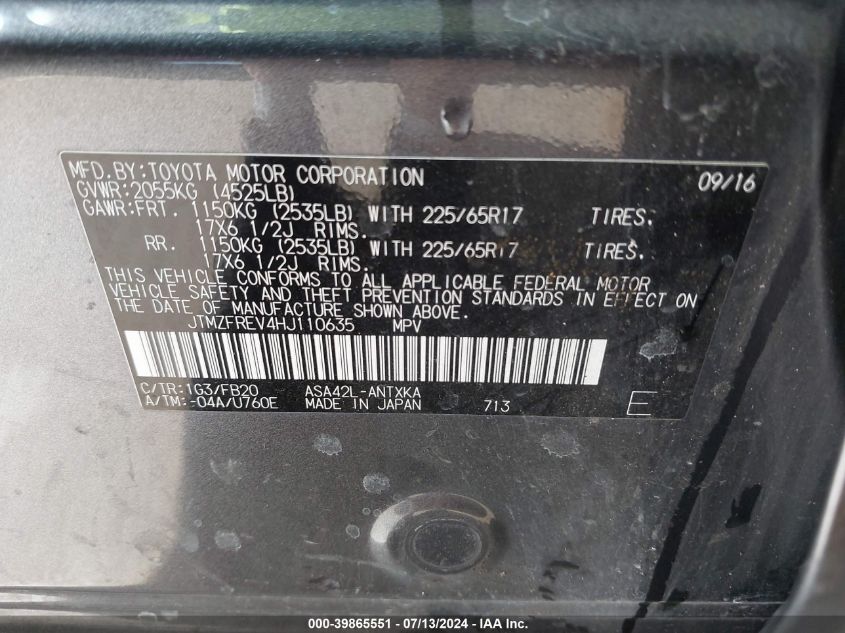 MFD.BY:TOYOTA MOTOR CORPORATION 09/16
GVWR:2055KG (4525LB)
GAWR:FRT. 1150KG (2535LB) WITH 225/65R17 TIRES.
17X6 1/2J RIMS.
RR. 1150KG (2535LB) WITH 225/65R17 TIRES.
17X6 1/2J RIMS.
THIS VEHICLE CONFORMS TO ALL APPLICABLE FEDERAL MOTOR
VEHICLE SAFETY AND THEFT PREVENTION STANDARDS IN EFFECT ON
THE DATE OF MANUFACTURE SHOWN ABOVE.
JTMZFREV4HJ110635 MPV
C/TR:1G3/FB20 ASA42L-ANTXKA
A/TM:-04A/U760E MADE IN JAPAN 713 E
000-39865551 - 07/13/2024 - IAA Inc.